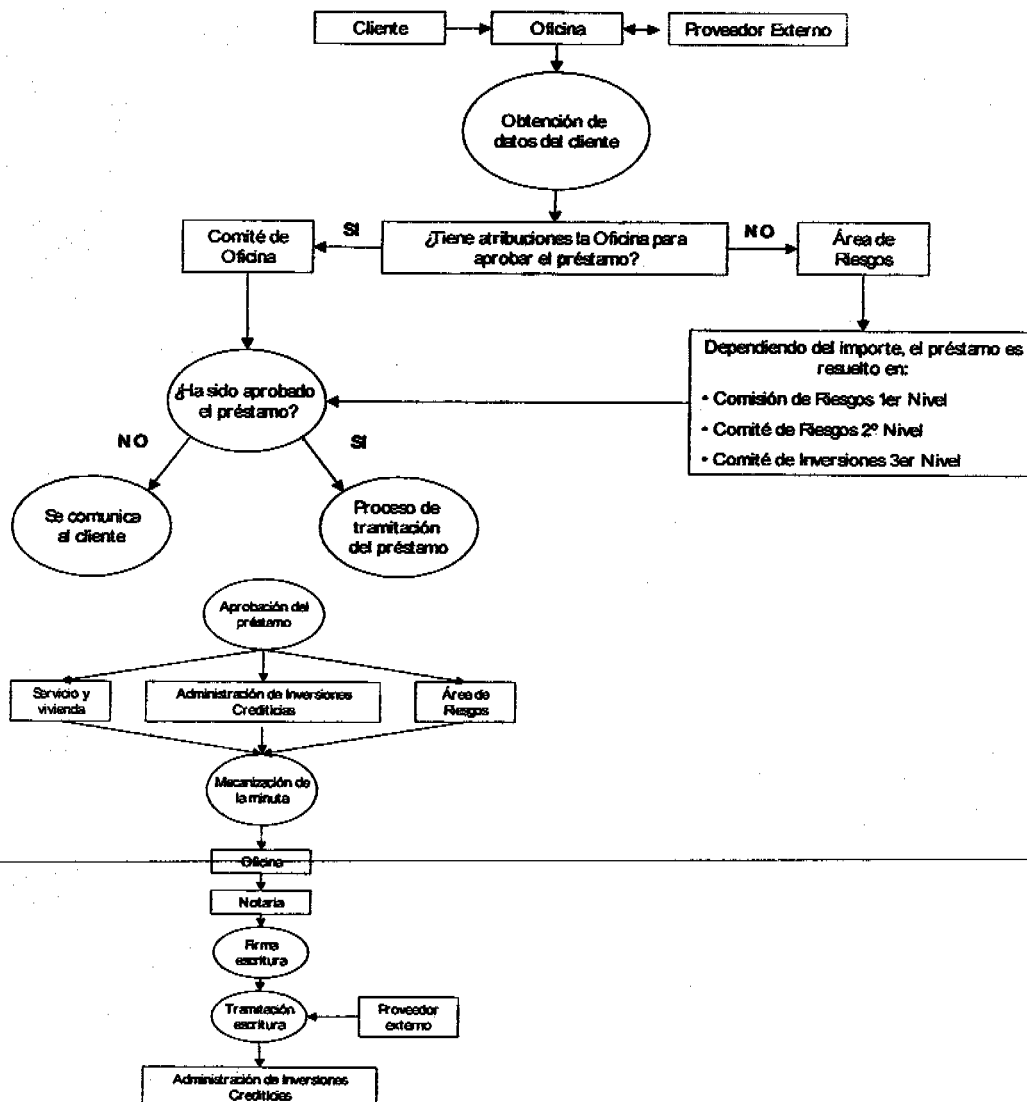 Cliente
Oficina
Proveedor Externo
Obtención de
datos del cliente
¿Tiene atribuciones la Oficina para
aprobar el préstamo?
SI
NO
Comité de
Oficina
Área de
Riesgos
Dependiendo del importe, el préstamo es
resuelto en:
• Comisión de Riesgos 1er Nivel
• Comité de Riesgos 2º Nivel
• Comité de Inversiones 3er Nivel
¿Ha sido aprobado
el préstamo?
NO
SI
Se comunica
al cliente
Proceso de
tramitación
del préstamo
Aprobación del
préstamo
Servicio y
vivienda
Administración de Inversiones
Crediticias
Área de
Riesgos
Mecanización de
la minuta
Oficina
Notaría
Firma
escritura
Tramitación
escritura
Proveedor
externo
Administración de Inversiones
Crediticias